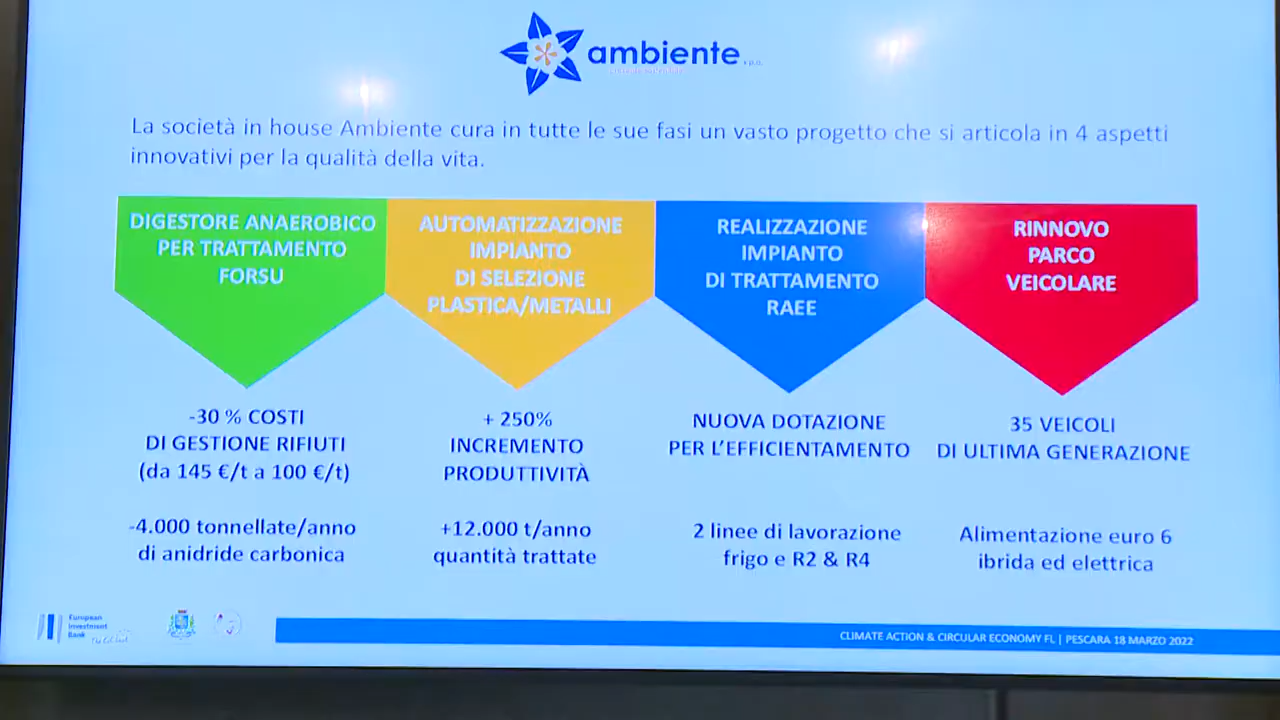 ambiente
La società in house Ambiente cura in tutte le sue fasi un vasto progetto che si articola in 4 aspetti
innovativi per la qualità della vita.
DIGESTORE ANAEROBICO
PER TRATTAMENTO
FORSU
-30 % COSTI
DI GESTIONE RIFIUTI
(da 145 €/t a 100 €/t)
-4.000 tonnellate/anno
di anidride carbonica
AUTOMATIZZAZIONE
IMPIANTO
DI SELEZIONE
PLASTICA/METALLI
+ 250%
INCREMENTO
PRODUTTIVITÀ
+12.000 t/anno
quantità trattate
REALIZZAZIONE
IMPIANTO
DI TRATTAMENTO
RAEE
NUOVA DOTAZIONE
PER L'EFFICIENTAMENTO
2 linee di lavorazione
frigo e R2 & R4
RINNOVO
PARCO
VEICOLARE
35 VEICOLI
DI ULTIMA GENERAZIONE
Alimentazione euro 6
ibrida ed elettrica
European
Investment
Bank
CLIMATE ACTION & CIRCULAR ECONOMY FL | PESCARA 18 MARZO 2022